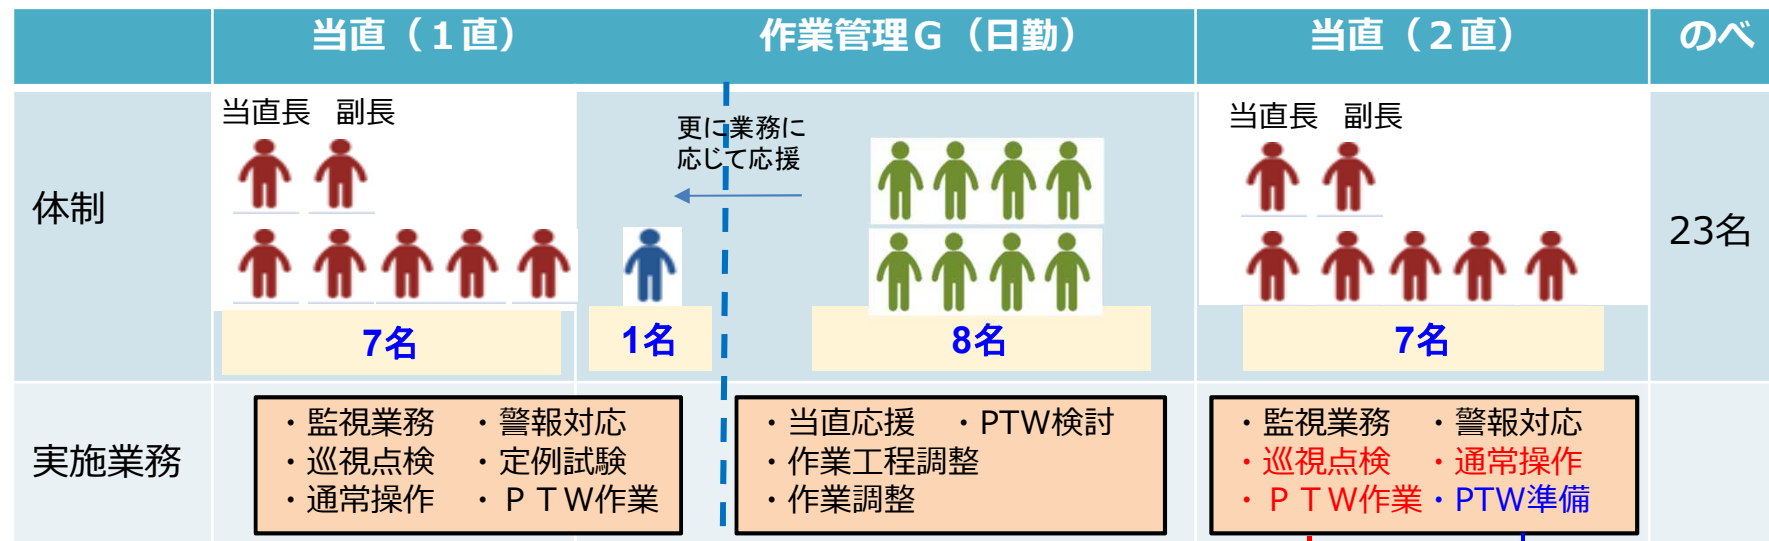 当直（１直） 作業管理Ｇ（日勤） 当直（２直） のべ
体制
当直長 副長
7名
1名
更に業務に
応じて応援
8名
当直長 副長
7名
23名
実施業務
・監視業務 ・警報対応
・巡視点検 ・定例試験
・通常操作 ・ＰＴＷ作業
・当直応援 ・PTW検討
・作業工程調整
・作業調整
・監視業務 ・警報対応
・巡視点検 ・通常操作
・ＰＴＷ作業・PTW準備